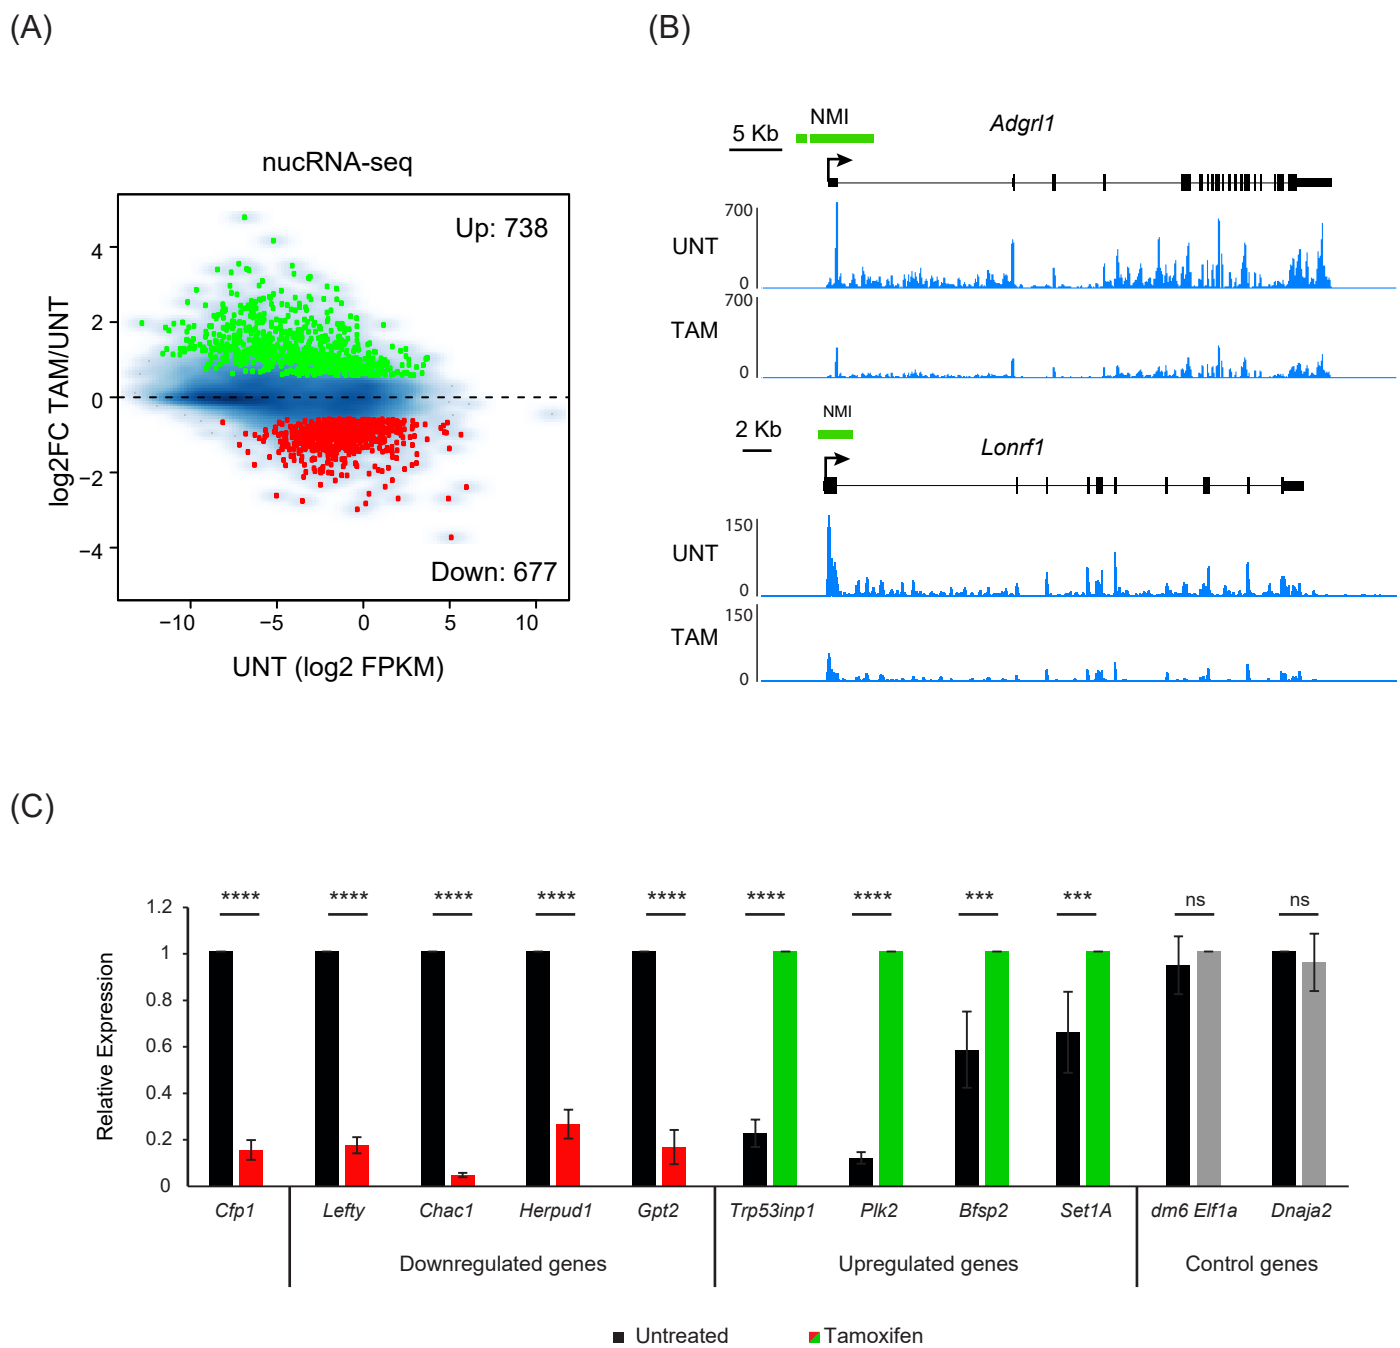 (A)
nucRNA-seq
Up: 738
Down: 677
log2FC TAM/UNT
4
2
0
−2
−4
−10
−5
0
5
10
UNT (log2 FPKM)
(B)
5 Kb
NMI
Adgrl1
UNT
700
0
TAM
700
0
2 Kb
NMI
Lonrf1
UNT
150
0
TAM
150
0
(C)
Relative Expression
1.2
1
0.8
0.6
0.4
0.2
0
**** **** **** **** **** **** **** *** *** ns ns
Cfp1 Lefty Chac1 Herpud1 Gpt2 Trp53inp1 Plk2 Bfsp2 Set1A dm6 Elf1a Dnaja2
Downregulated genes Upregulated genes Control genes
Untreated Tamoxifen